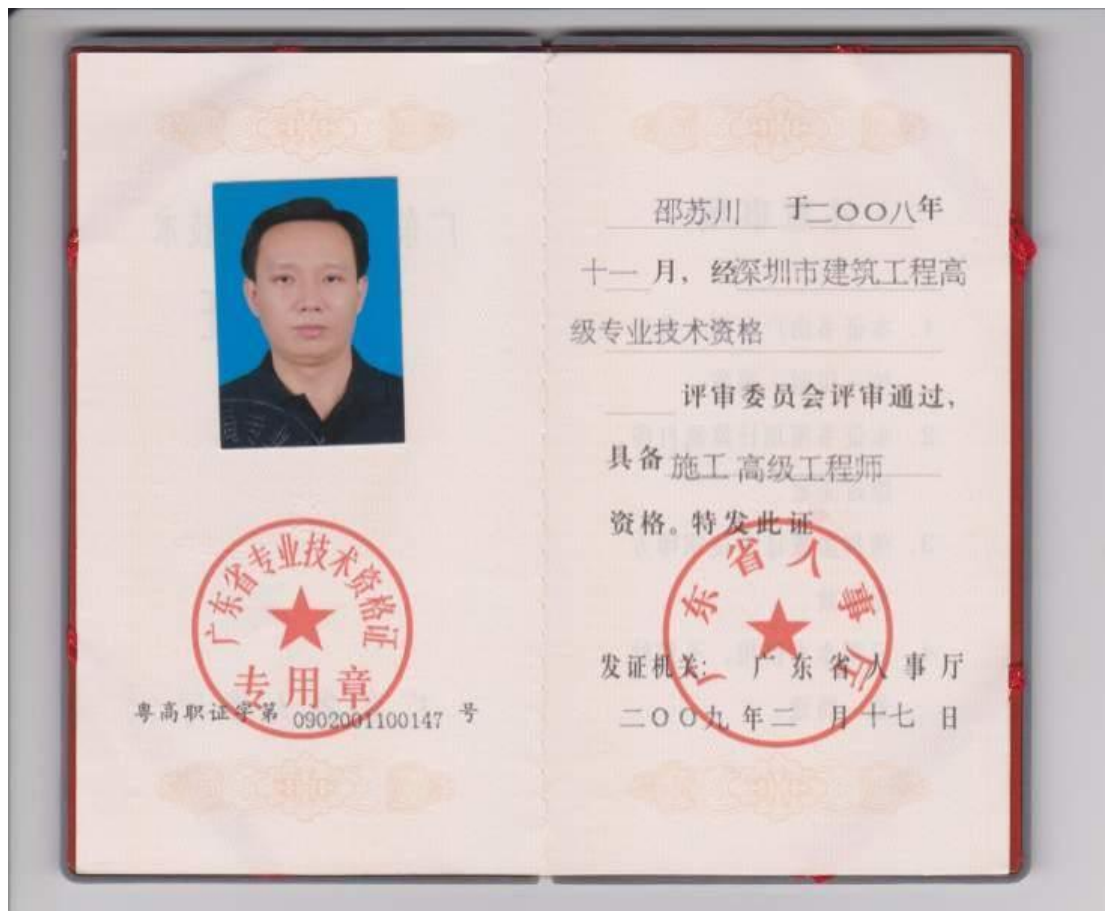 广东省专业技术资格证
专用章
粤高职证字第 0902001100147 号
邵苏川 于二〇〇八年
十一月，经深圳市建筑工程高
级专业技术资格
评审委员会评审通过，
具备施工 高级工程师
资格。特发此证
广东省人事厅
发证机关：广东省人事厅
二〇〇九年二月十七日